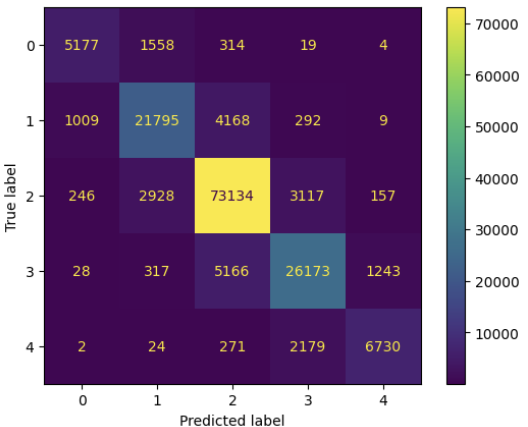 0 5177 1558 314 19 4
1 1009 21795 4168 292 9
2 246 2928 73134 3117 157
3 28 317 5166 26173 1243
4 2 24 271 2179 6730
0 1 2 3 4
Predicted label
True label
70000
60000
50000
40000
30000
20000
10000